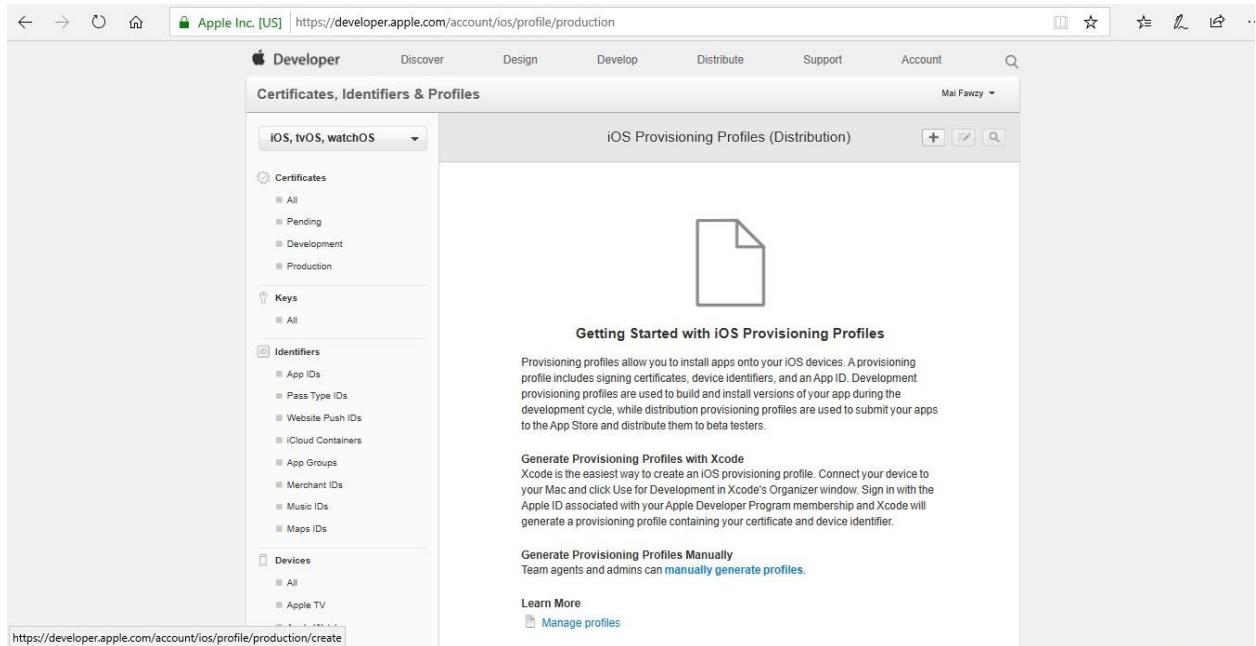 Apple Inc. [US] https://developer.apple.com/account/ios/profile/production
Developer Discover Design Develop Distribute Support Account
Certificates, Identifiers & Profiles
Mai Fawzy
iOS, tvOS, watchOS
iOS Provisioning Profiles (Distribution)
Certificates
All
Pending
Development
Production
Keys
All
ID Identifiers
App IDs
Pass Type IDs
Website Push IDs
iCloud Containers
App Groups
Merchant IDs
Music IDs
Maps IDs
Devices
All
Apple TV
Getting Started with iOS Provisioning Profiles
Provisioning profiles allow you to install apps onto your iOS devices. A provisioning
profile includes signing certificates, device identifiers, and an App ID. Development
provisioning profiles are used to build and install versions of your app during the
development cycle, while distribution provisioning profiles are used to submit your apps
to the App Store and distribute them to beta testers.
Generate Provisioning Profiles with Xcode
Xcode is the easiest way to create an iOS provisioning profile. Connect your device to
your Mac and click Use for Development in Xcode's Organizer window. Sign in with the
Apple ID associated with your Apple Developer Program membership and Xcode will
generate a provisioning profile containing your certificate and device identifier.
Generate Provisioning Profiles Manually
Team agents and admins can manually generate profiles.
Learn More
Manage profiles
https://developer.apple.com/account/ios/profile/production/create